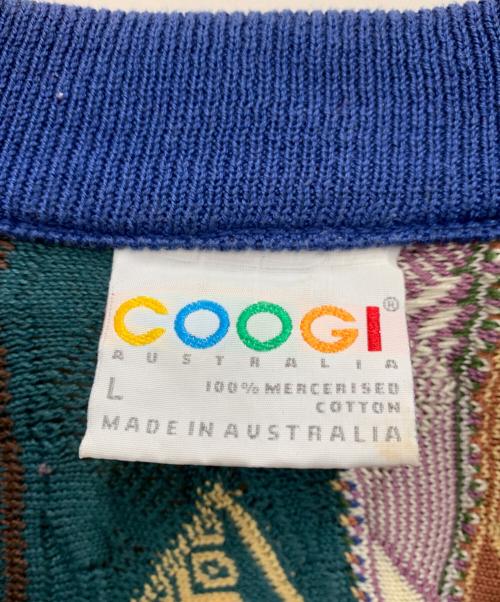 COOGI®
AUSTRALIA
L 100% MERCERISED
COTTON
MADE IN AUSTRALIA